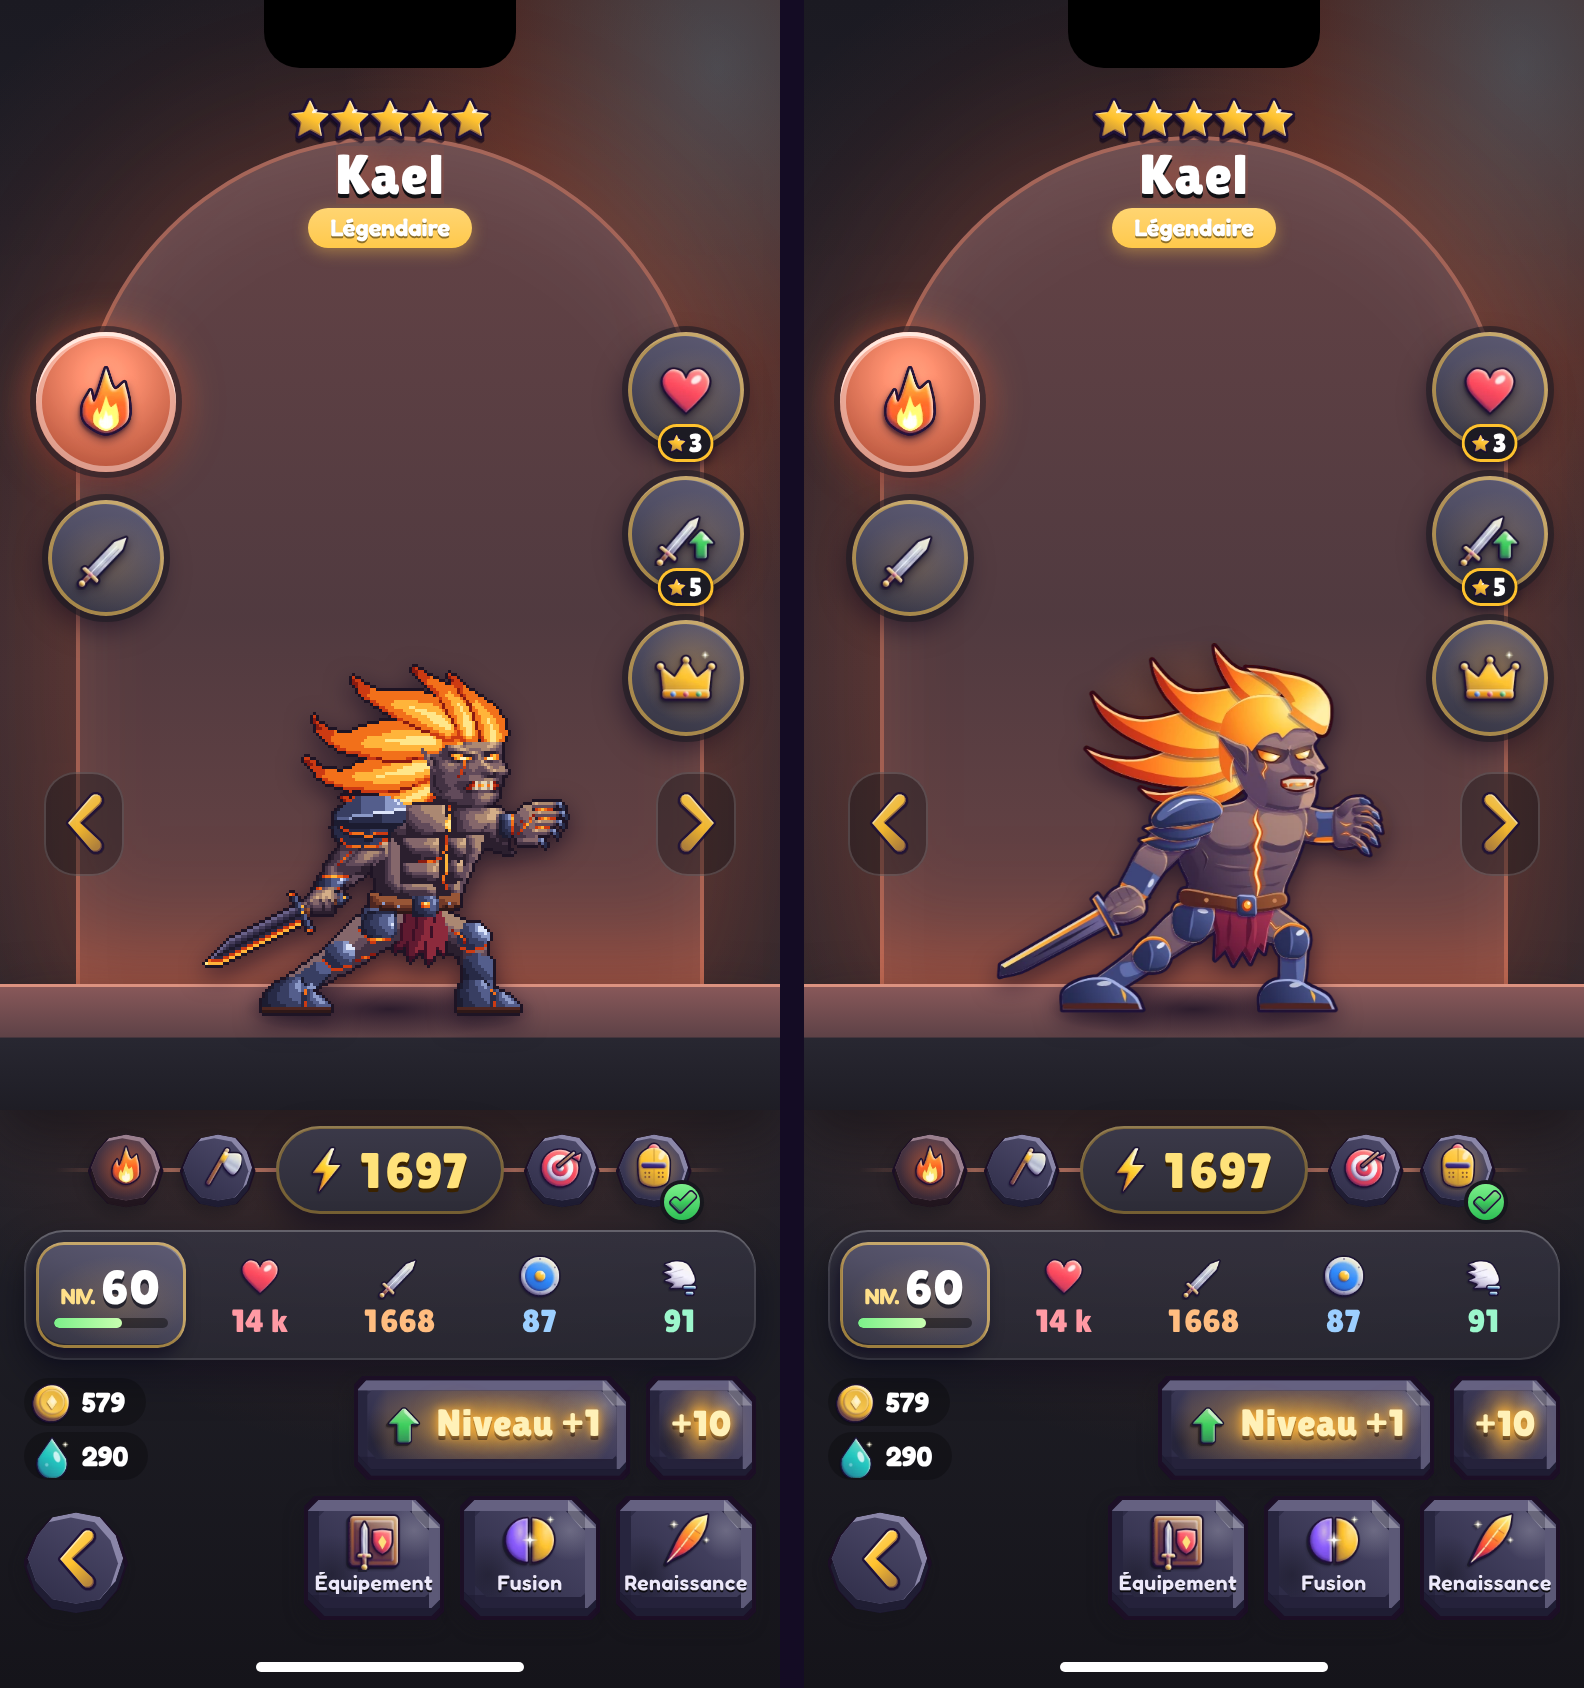 Kael
Légendaire
3
5
1697
NIV. 60
14 k
1668
87
91
579
290
Niveau +1
+10
Équipement
Fusion
Renaissance
Kael
Légendaire
3
5
1697
NIV. 60
14 k
1668
87
91
579
290
Niveau +1
+10
Équipement
Fusion
Renaissance